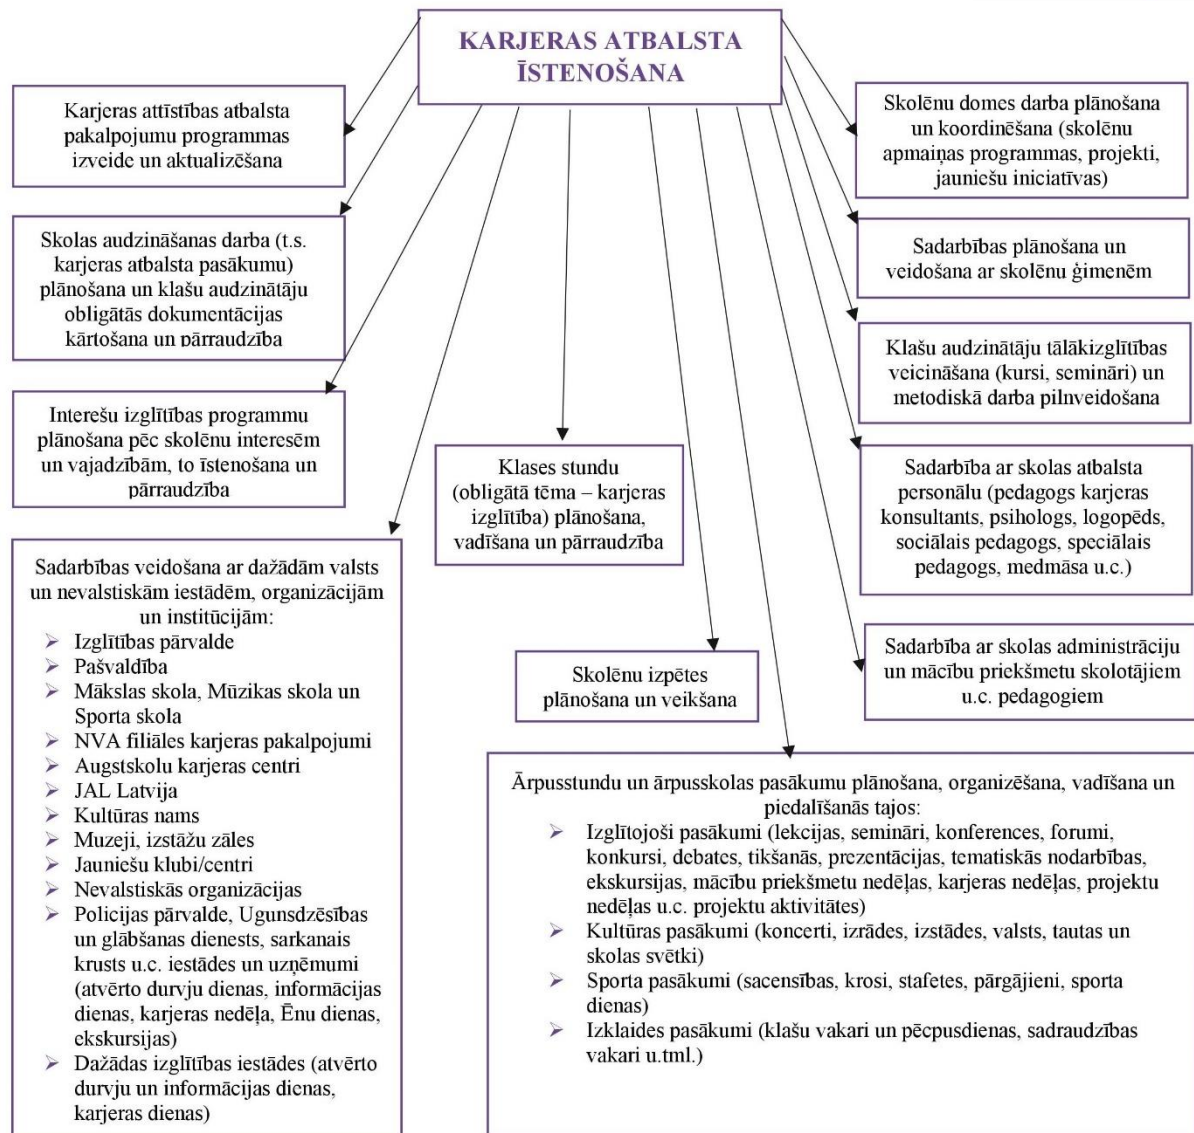 KARJERAS ATBALSTA
ĪSTENOŠANA
Karjeras attīstības atbalsta
pakalpojumu programmas
izveide un aktualizēšana
Skolas audzināšanas darba (t.s.
karjeras atbalsta pasākumu)
plānošana un klašu audzinātāju
obligātās dokumentācijas
kārtošana un pārraudzība
Interešu izglītības programmu
plānošana pēc skolēnu interesēm
un vajadzībām, to īstenošana un
pārraudzība
Sadarbības veidošana ar dažādām valsts
un nevalstiskām iestādēm, organizācijām
un institūcijām:
➢ Izglītības pārvalde
➢ Pašvaldība
➢ Mākslas skola, Mūzikas skola un
Sporta skola
➢ NVA filiāles karjeras pakalpojumi
➢ Augstskolu karjeras centri
➢ JAL Latvija
➢ Kultūras nams
➢ Muzeji, izstāžu zāles
➢ Jauniešu klubi/centri
➢ Nevalstiskās organizācijas
➢ Policijas pārvalde, Ugunsdzēsības
un glābšanas dienests, sarkanais
krusts u.c. iestādes un uzņēmumi
(atvērto durvju dienas, informācijas
dienas, karjeras nedēļa, Ēnu dienas,
ekskursijas)
➢ Dažādas izglītības iestādes (atvērto
durvju un informācijas dienas,
karjeras dienas)
Klases stundu
(obligātā tēma – karjeras
izglītība) plānošana,
vadīšana un pārraudzība
Skolēnu izpētes
plānošana un veikšana
Skolēnu domes darba plānošana
un koordinēšana (skolēnu
apmaiņas programmas, projekti,
jauniešu iniciatīvas)
Sadarbības plānošana un
veidošana ar skolēnu ģimenēm
Klašu audzinātāju tālākizglītības
veicināšana (kursi, semināri) un
metodiskā darba pilnveidošana
Sadarbība ar skolas atbalsta
personālu (pedagogs karjeras
konsultants, psihologs, logopēds,
sociālais pedagogs, speciālais
pedagogs, medmāsa u.c.)
Sadarbība ar skolas administrāciju
un mācību priekšmetu skolotājiem
u.c. pedagogiem
Ārpusstundu un ārpusskolas pasākumu plānošana, organizēšana, vadīšana un
piedalīšanās tajos:
➢ Izglītojoši pasākumi (lekcijas, semināri, konferences, forumi,
konkursi, debates, tikšanās, prezentācijas, tematiskās nodarbības,
ekskursijas, mācību priekšmetu nedēļas, karjeras nedēļas, projektu
nedēļas u.c. projektu aktivitātes)
➢ Kultūras pasākumi (koncerti, izrādes, izstādes, valsts, tautas un
skolas svētki)
➢ Sporta pasākumi (sacensības, krosi, stafetes, pārgājieni, sporta
dienas)
➢ Izklaides pasākumi (klašu vakari un pēcpusdienas, sadraudzības
vakari u.tml.)